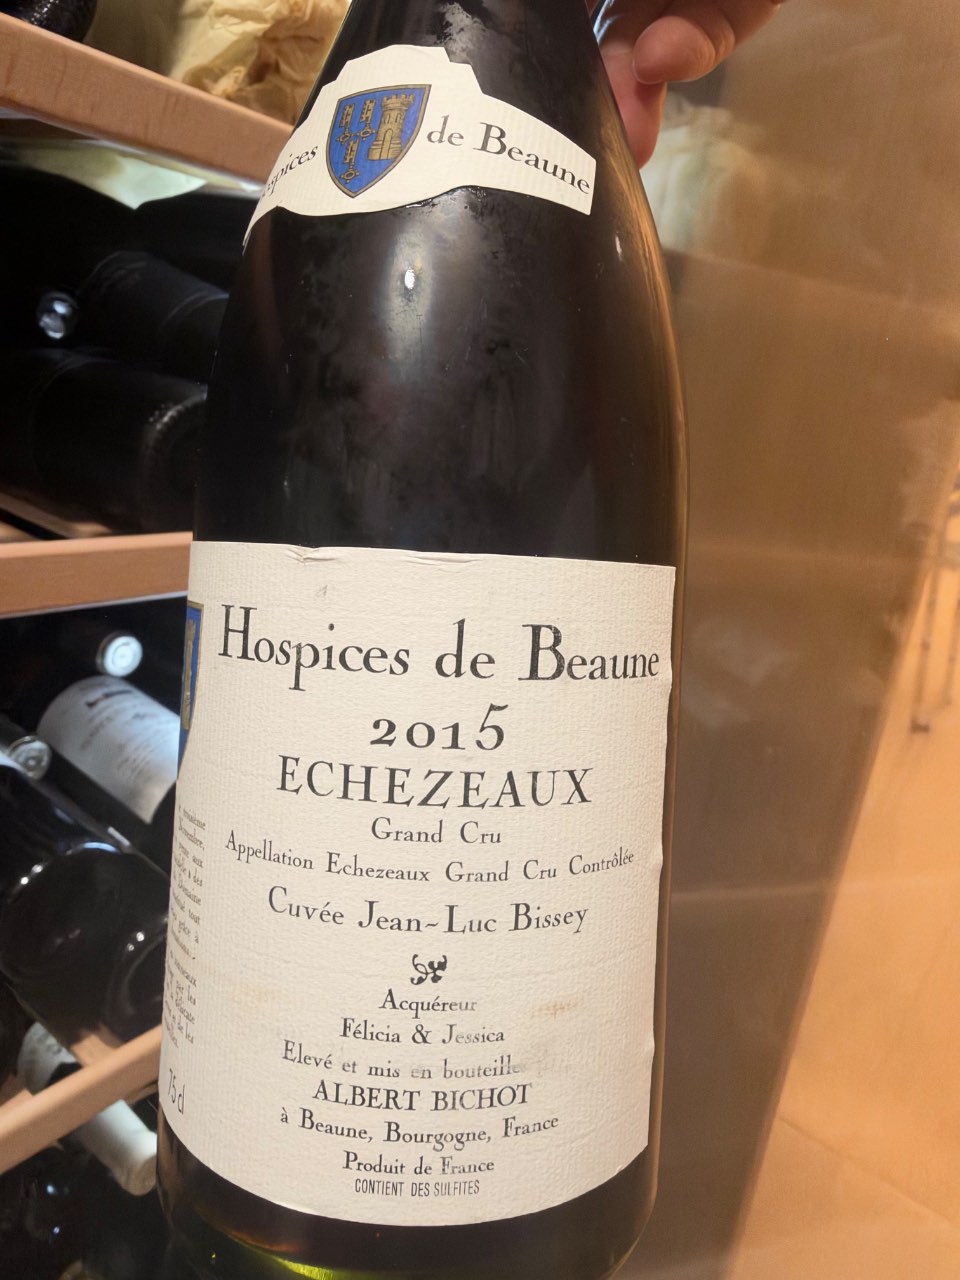 de Beaune
Hospices de Beaune
2015
ECHEZEAUX
Grand Cru
Appellation Echezeaux Grand Cru Contrôlée
Cuvée Jean-Luc Bissey
Acquéreur
Félicia & Jessica
Elevé et mis en bouteille
ALBERT BICHOT
à Beaune, Bourgogne, France
Produit de France
CONTIENT DES SULFITES
75 cl